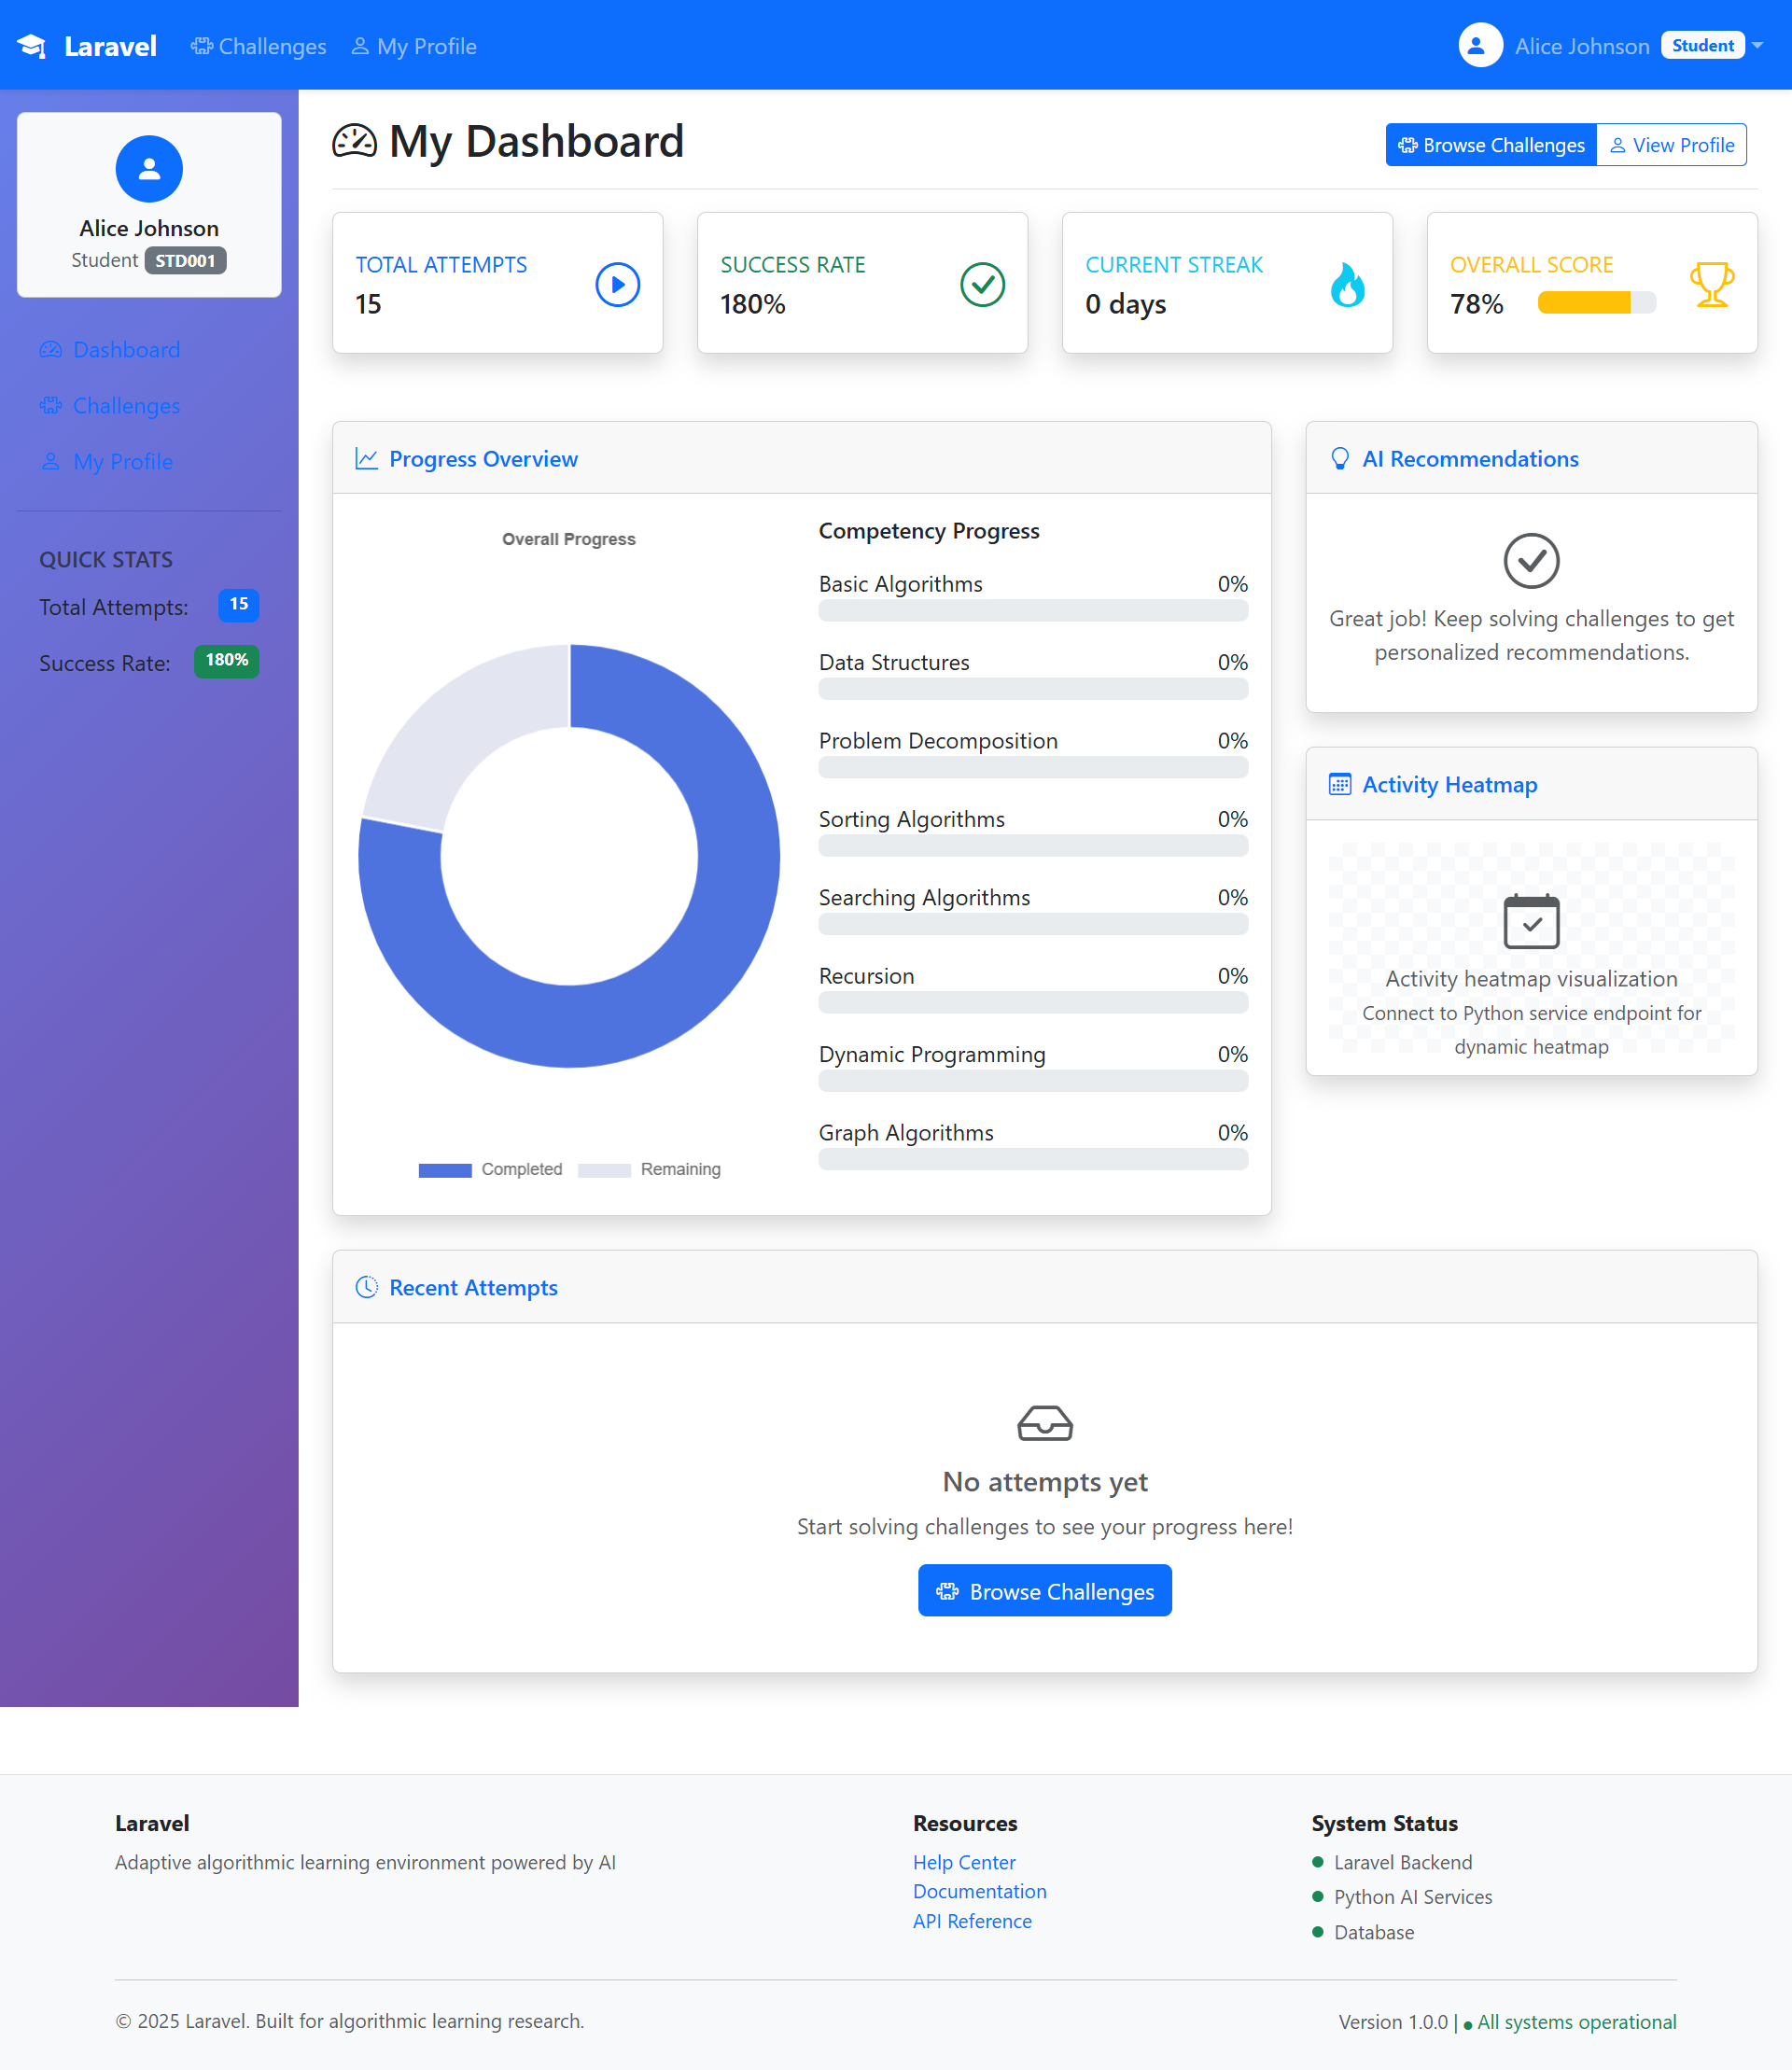 Laravel
Challenges
My Profile
Alice Johnson
Student
Alice Johnson
Student STD001
Dashboard
Challenges
My Profile
QUICK STATS
Total Attempts: 15
Success Rate: 180%
My Dashboard
Browse Challenges
View Profile
TOTAL ATTEMPTS
15
SUCCESS RATE
180%
CURRENT STREAK
0 days
OVERALL SCORE
78%
Progress Overview
Overall Progress
Completed
Remaining
Competency Progress
Basic Algorithms 0%
Data Structures 0%
Problem Decomposition 0%
Sorting Algorithms 0%
Searching Algorithms 0%
Recursion 0%
Dynamic Programming 0%
Graph Algorithms 0%
AI Recommendations
Great job! Keep solving challenges to get
personalized recommendations.
Activity Heatmap
Activity heatmap visualization
Connect to Python service endpoint for
dynamic heatmap
Recent Attempts
No attempts yet
Start solving challenges to see your progress here!
Browse Challenges
Laravel
Adaptive algorithmic learning environment powered by AI
Resources
Help Center
Documentation
API Reference
System Status
Laravel Backend
Python AI Services
Database
© 2025 Laravel. Built for algorithmic learning research.
Version 1.0.0 | ● All systems operational